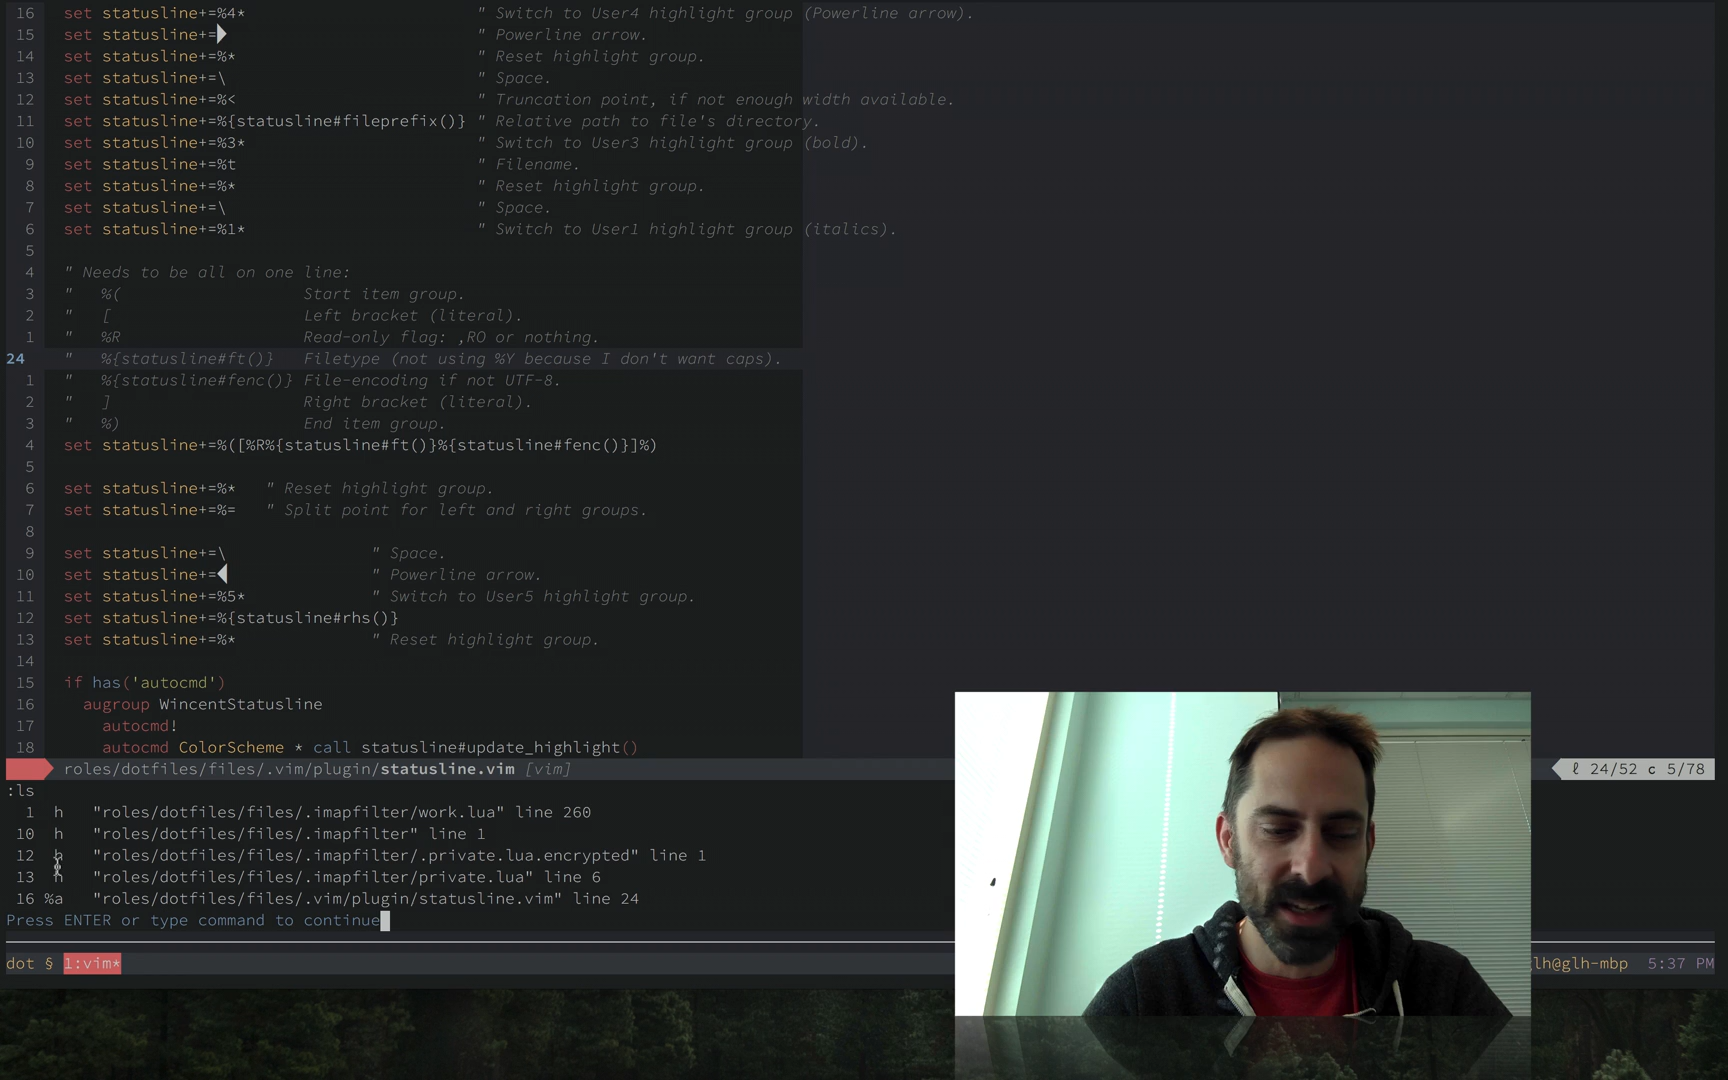 16 set statusline+=%4* " Switch to User4 highlight group (Powerline arrow).
15 set statusline+= " Powerline arrow.
14 set statusline+=%* " Reset highlight group.
13 set statusline+=\ " Space.
12 set statusline+=%< " Truncation point, if not enough width available.
11 set statusline+=%{statusline#fileprefix()} " Relative path to file's directory.
10 set statusline+=%3* " Switch to User3 highlight group (bold).
9 set statusline+=%t " Filename.
8 set statusline+=%* " Reset highlight group.
7 set statusline+=\ " Space.
6 set statusline+=%1* " Switch to User1 highlight group (italics).
5
4 " Needs to be all on one line:
3 " %( Start item group.
2 " [ Left bracket (literal).
1 " %R Read-only flag: ,RO or nothing.
24 " %{statusline#ft()} Filetype (not using %Y because I don't want caps).
1 " %{statusline#fenc()} File-encoding if not UTF-8.
2 " ] Right bracket (literal).
3 " %) End item group.
4 set statusline+=%([%R%{statusline#ft()}%{statusline#fenc()}]%)
5
6 set statusline+=%* " Reset highlight group.
7 set statusline+=%= " Split point for left and right groups.
8
9 set statusline+=\ " Space.
10 set statusline+= " Powerline arrow.
11 set statusline+=%5* " Switch to User5 highlight group.
12 set statusline+=%{statusline#rhs()}
13 set statusline+=%* " Reset highlight group.
14
15 if has('autocmd')
16 augroup WincentStatusline
17 autocmd!
18 autocmd ColorScheme * call statusline#update_highlight()
roles/dotfiles/files/.vim/plugin/statusline.vim [vim] ℓ 24/52 c 5/78
:ls
1 h "roles/dotfiles/files/.imapfilter/work.lua" line 260
10 h "roles/dotfiles/files/.imapfilter" line 1
12 h "roles/dotfiles/files/.imapfilter/.private.lua.encrypted" line 1
13 h "roles/dotfiles/files/.imapfilter/private.lua" line 6
16 %a "roles/dotfiles/files/.vim/plugin/statusline.vim" line 24
Press ENTER or type command to continue
dot § 1:vim* lh@glh-mbp 5:37 PM